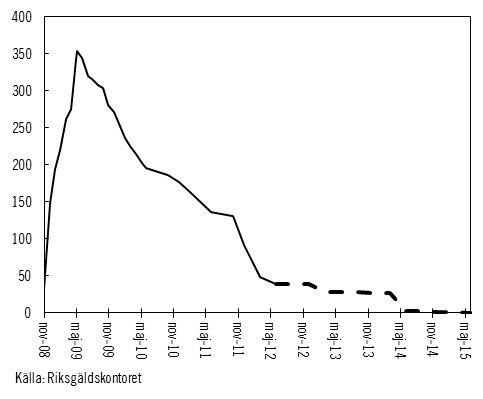 400
350
300
250
200
150
100
50
0
nov-08
maj-09
nov-09
maj-10
nov-10
maj-11
nov-11
maj-12
nov-12
maj-13
nov-13
maj-14
nov-14
maj-15
Källa: Riksgäldskontoret